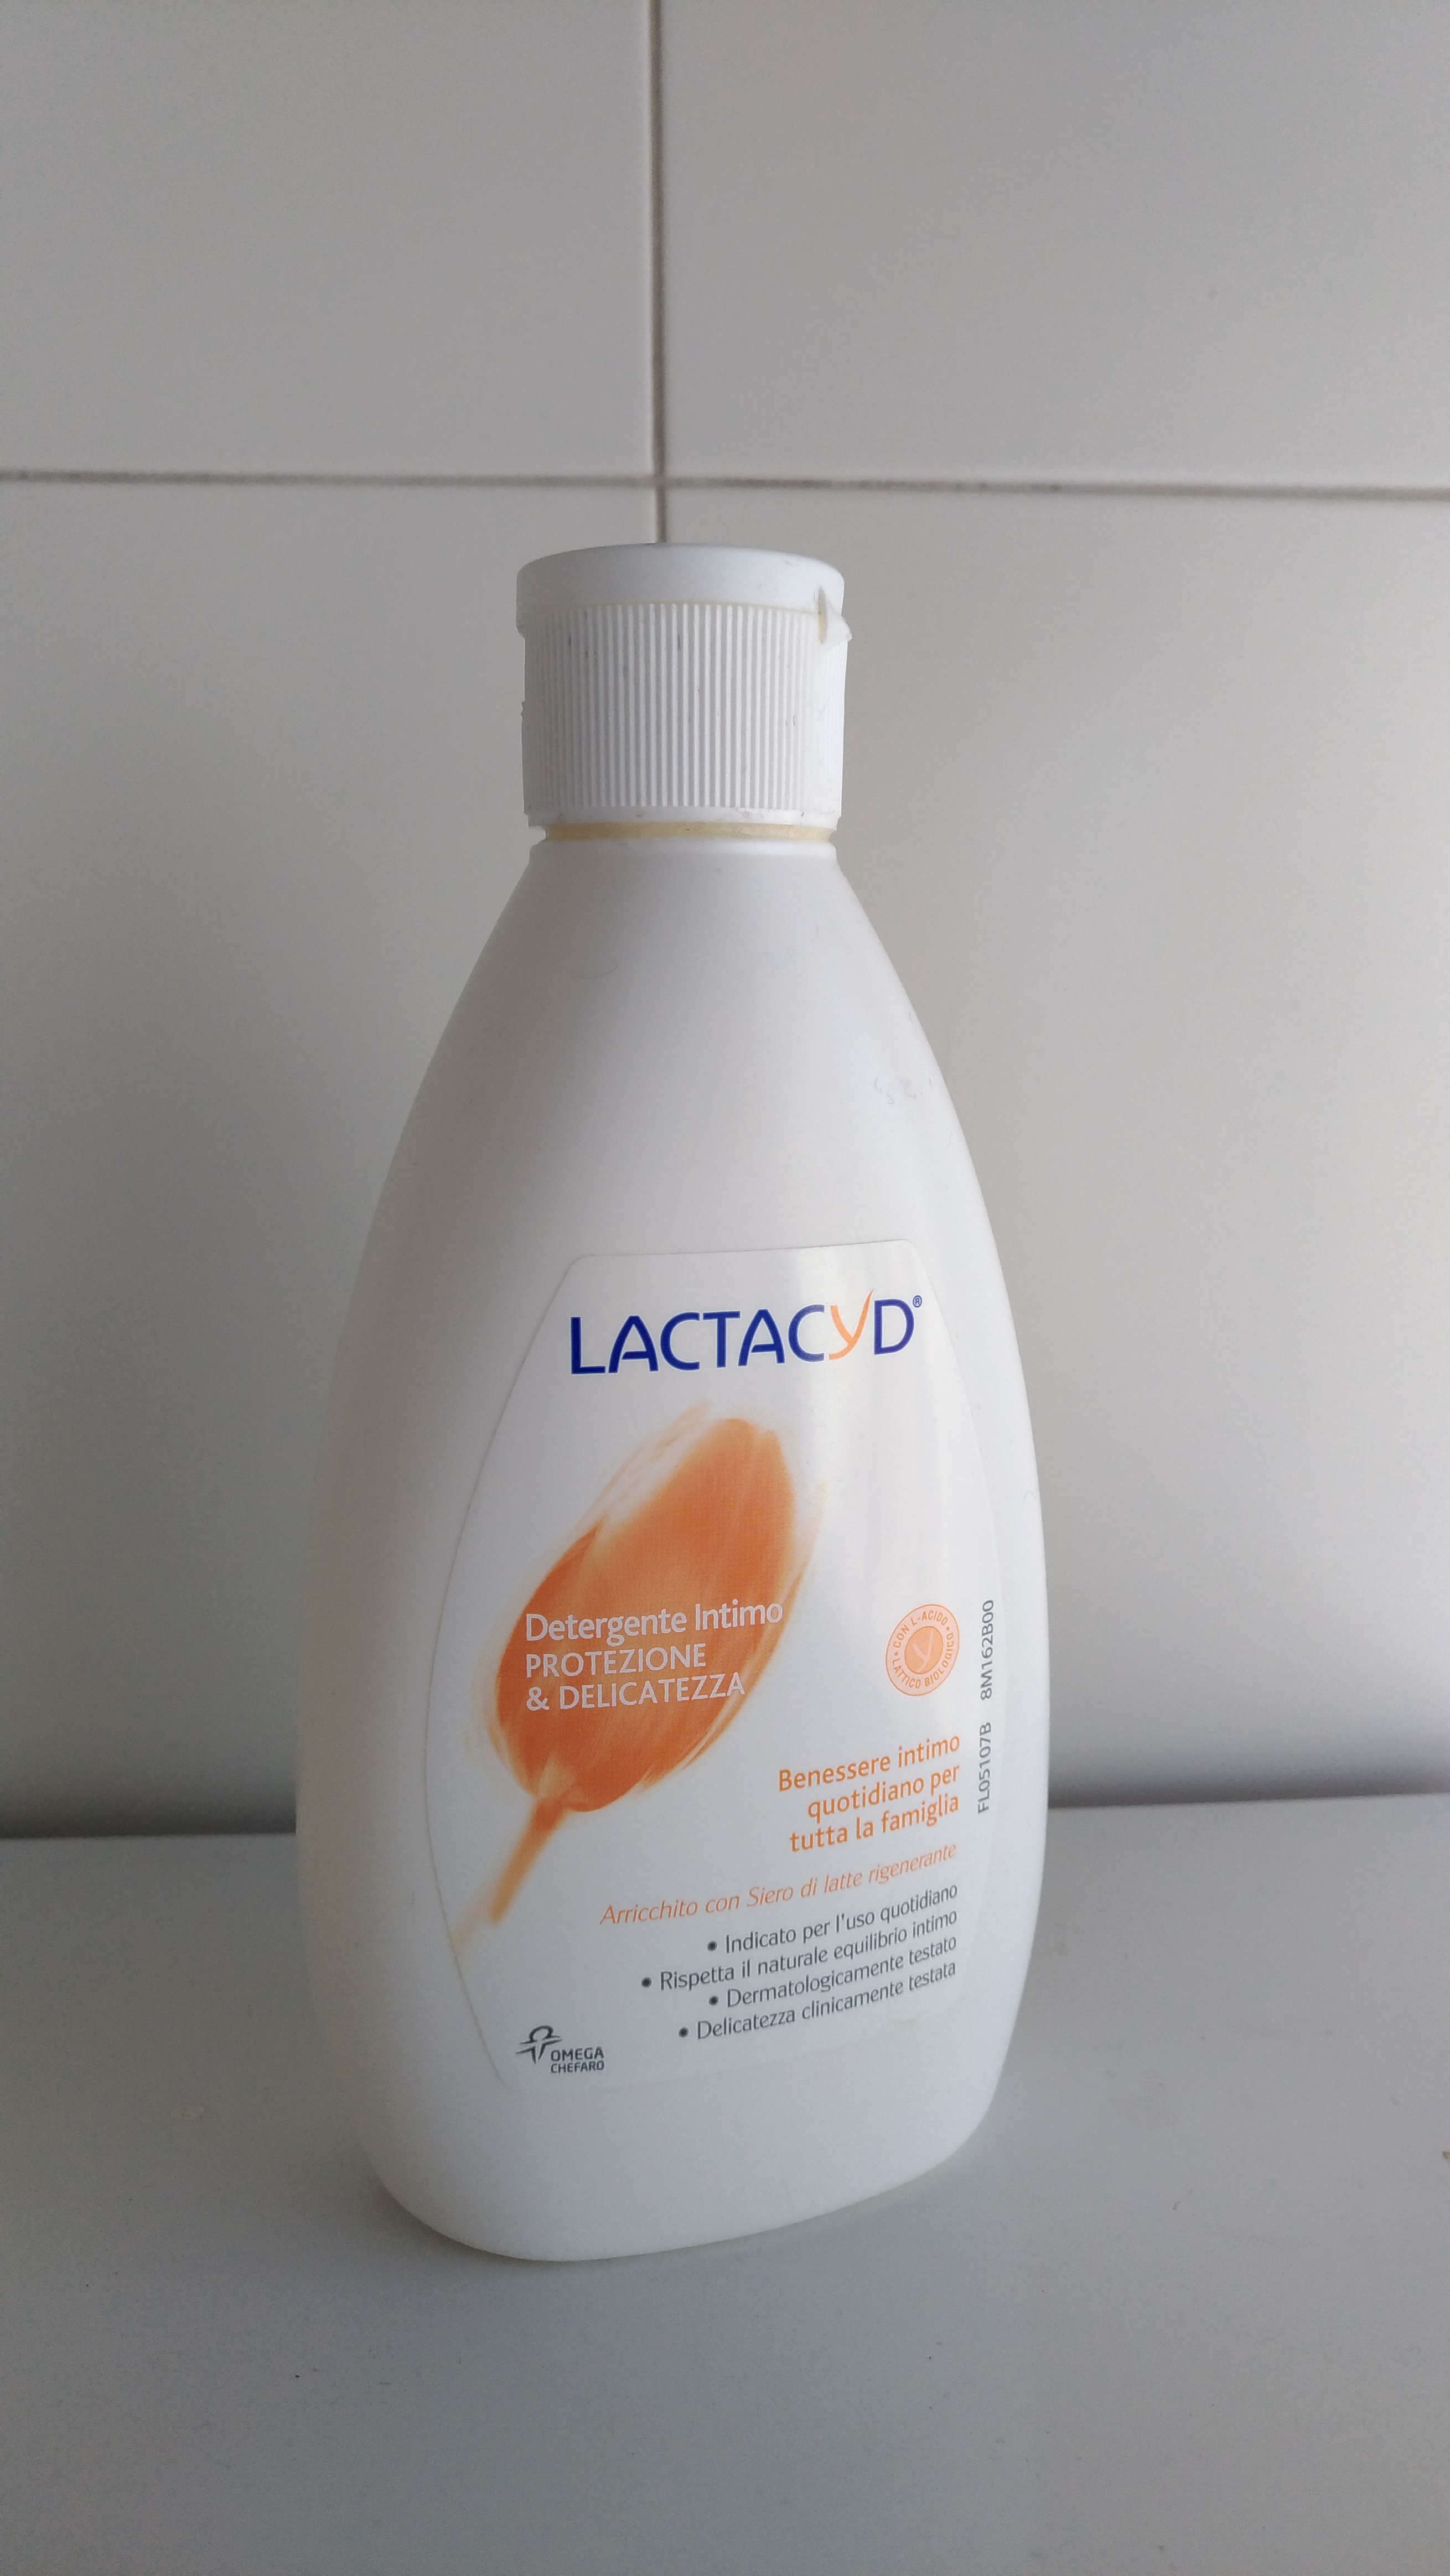 LACTACYD®
Detergente Intimo
PROTEZIONE
& DELICATEZZA
CON L-ACIDO
LATTICO BIOLOGICO
FL05107B 8M162B00
Benessere intimo
quotidiano per
tutta la famiglia
Arricchito con Siero di latte rigenerante
• Indicato per l'uso quotidiano
• Rispetta il naturale equilibrio intimo
• Dermatologicamente testato
• Delicatezza clinicamente testata
OMEGA
CHEFARO